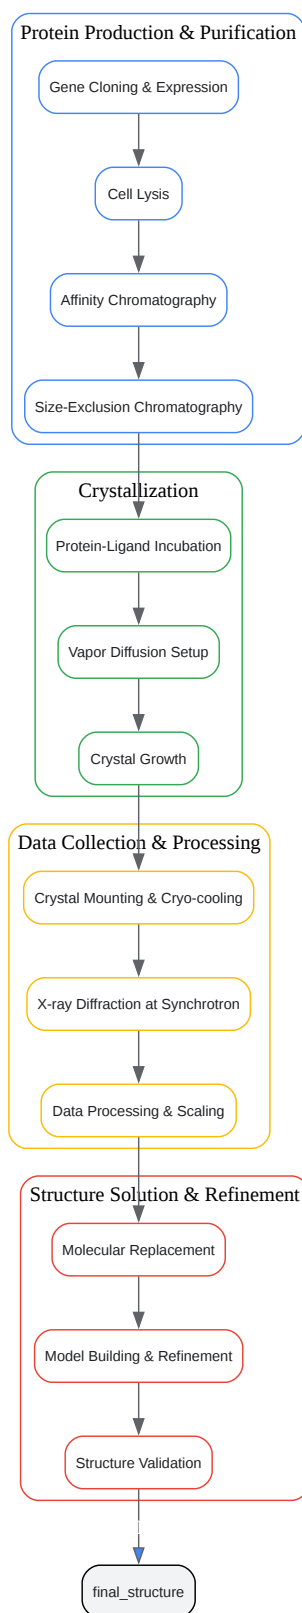 Protein Production & Purification
Gene Cloning & Expression
Cell Lysis
Affinity Chromatography
Size-Exclusion Chromatography
Crystallization
Protein-Ligand Incubation
Vapor Diffusion Setup
Crystal Growth
Data Collection & Processing
Crystal Mounting & Cryo-cooling
X-ray Diffraction at Synchrotron
Data Processing & Scaling
Structure Solution & Refinement
Molecular Replacement
Model Building & Refinement
Structure Validation
final_structure